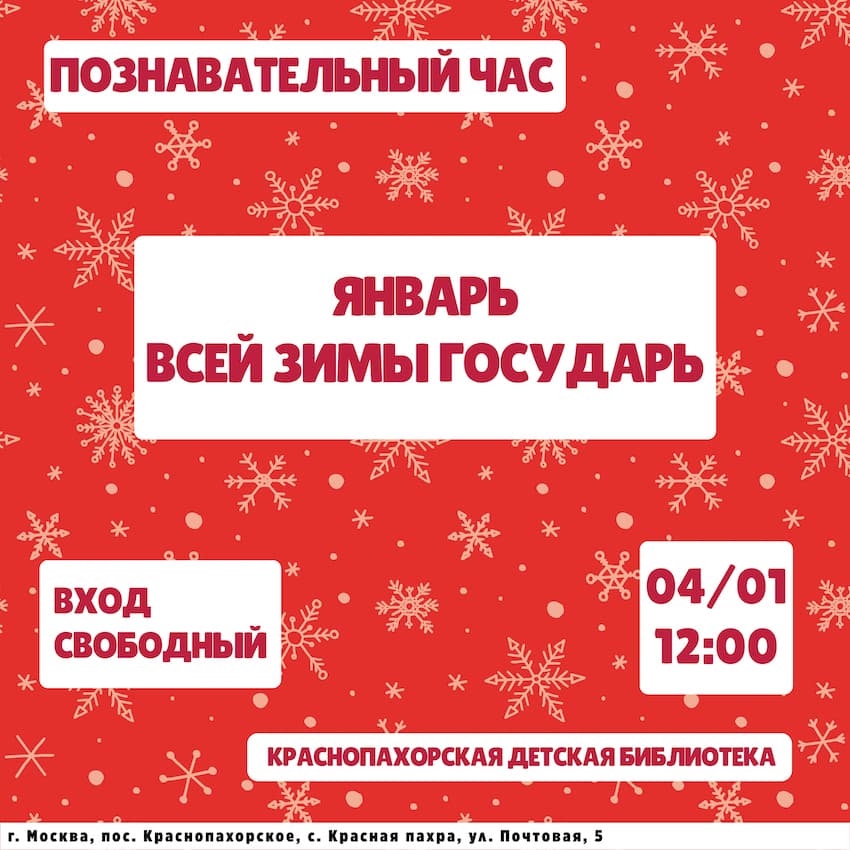 ПОЗНАВАТЕЛЬНЫЙ ЧАС
ЯНВАРЬ
ВСЕЙ ЗИМЫ ГОСУДАРЬ
ВХОД
СВОБОДНЫЙ
04/01
12:00
КРАСНОПАХОРСКАЯ ДЕТСКАЯ БИБЛИОТЕКА
г. Москва, пос. Краснопахорское, с. Красная пахра, ул. Почтовая, 5